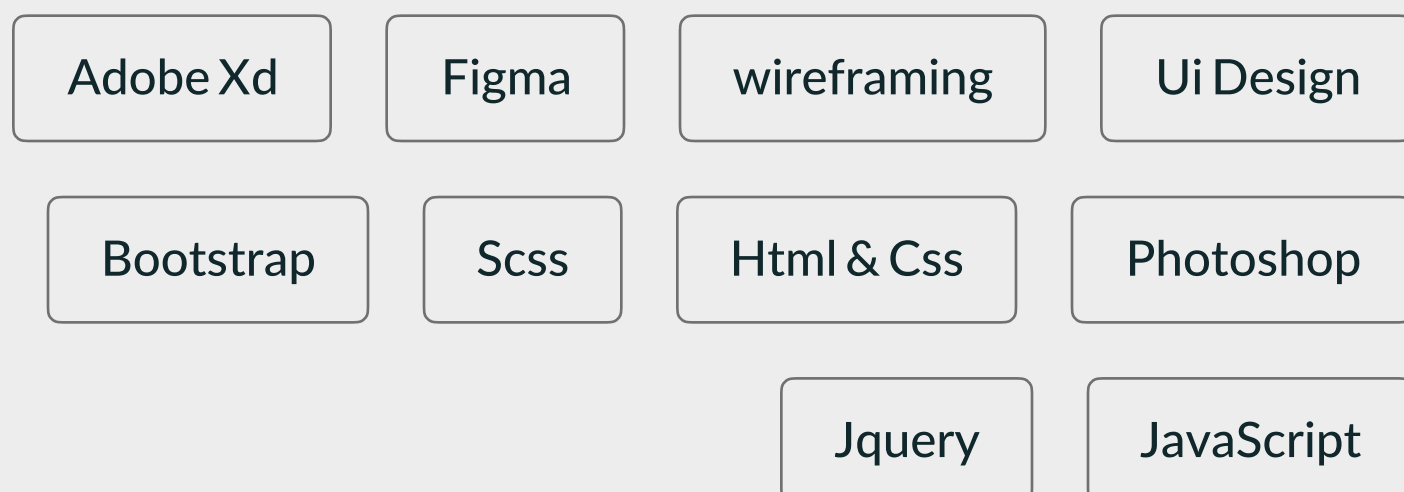 Adobe Xd Figma wireframing Ui Design
Bootstrap Scss Html & Css Photoshop
Jquery JavaScript